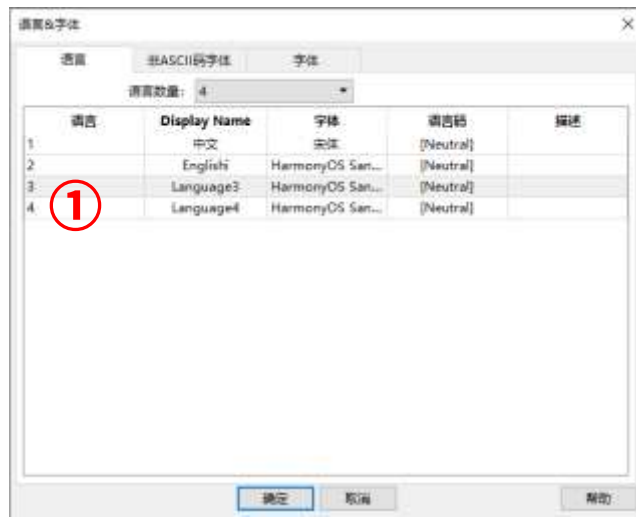 语言&字体
语言 非ASCII码字体 字体
语言数量: 4
语言 Display Name 字体 语言码 描述
1 中文 宋体 [Neutral]
2 Englishi HarmonyOS San... [Neutral]
3 Language3 HarmonyOS San... [Neutral]
4 Language4 HarmonyOS San... [Neutral]
①
确定 取消 帮助